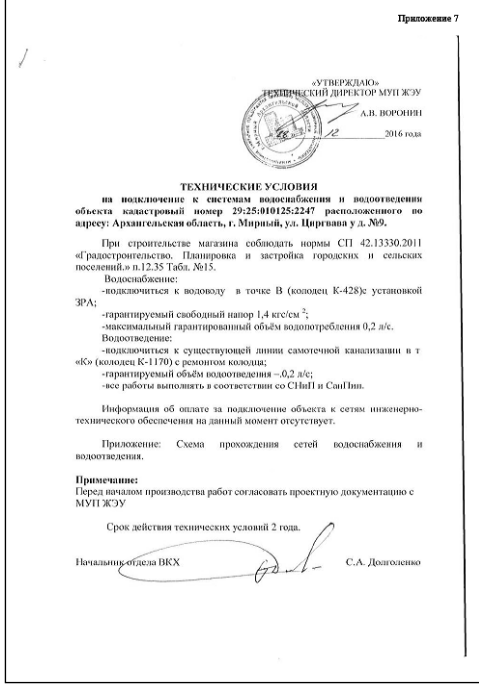 Приложение 7
«УТВЕРЖДАЮ»
ТЕХНИЧЕСКИЙ ДИРЕКТОР МУП ЖЭУ
А.В. ВОРОНИН
28 12 2016 года
ТЕХНИЧЕСКИЕ УСЛОВИЯ
на подключение к системам водоснабжения и водоотведения
объекта кадастровый номер 29:25:010125:2247 расположенного по
адресу: Архангельская область, г. Мирный, ул. Циргвава у д.№9.
При строительстве магазина соблюдать нормы СП 42.13330.2011
«Градостроительство. Планировка и застройка городских и сельских
поселений.» п.12.35 Табл. №15.
Водоснабжение:
-подключиться к водоводу в точке В (колодец К-428)с установкой
ЗРА;
-гарантируемый свободный напор 1,4 кгс/см 2;
-максимальный гарантированный объём водопотребления 0,2 л/с.
Водоотведение:
-подключиться к существующей линии самотечной канализации в т
«К» (колодец К-1170) с ремонтом колодца;
-гарантируемый объём водоотведения –.0,2 л/с;
-все работы выполнять в соответствии со СНиП и СанПин.
Информация об оплате за подключение объекта к сетям инженерно-
технического обеспечения на данный момент отсутствует.
Приложение: Схема прохождения сетей водоснабжения и
водоотведения.
Примечание:
Перед началом производства работ согласовать проектную документацию с
МУП ЖЭУ
Срок действия технических условий 2 года.
Начальник отдела ВКХ С.А. Долголенко